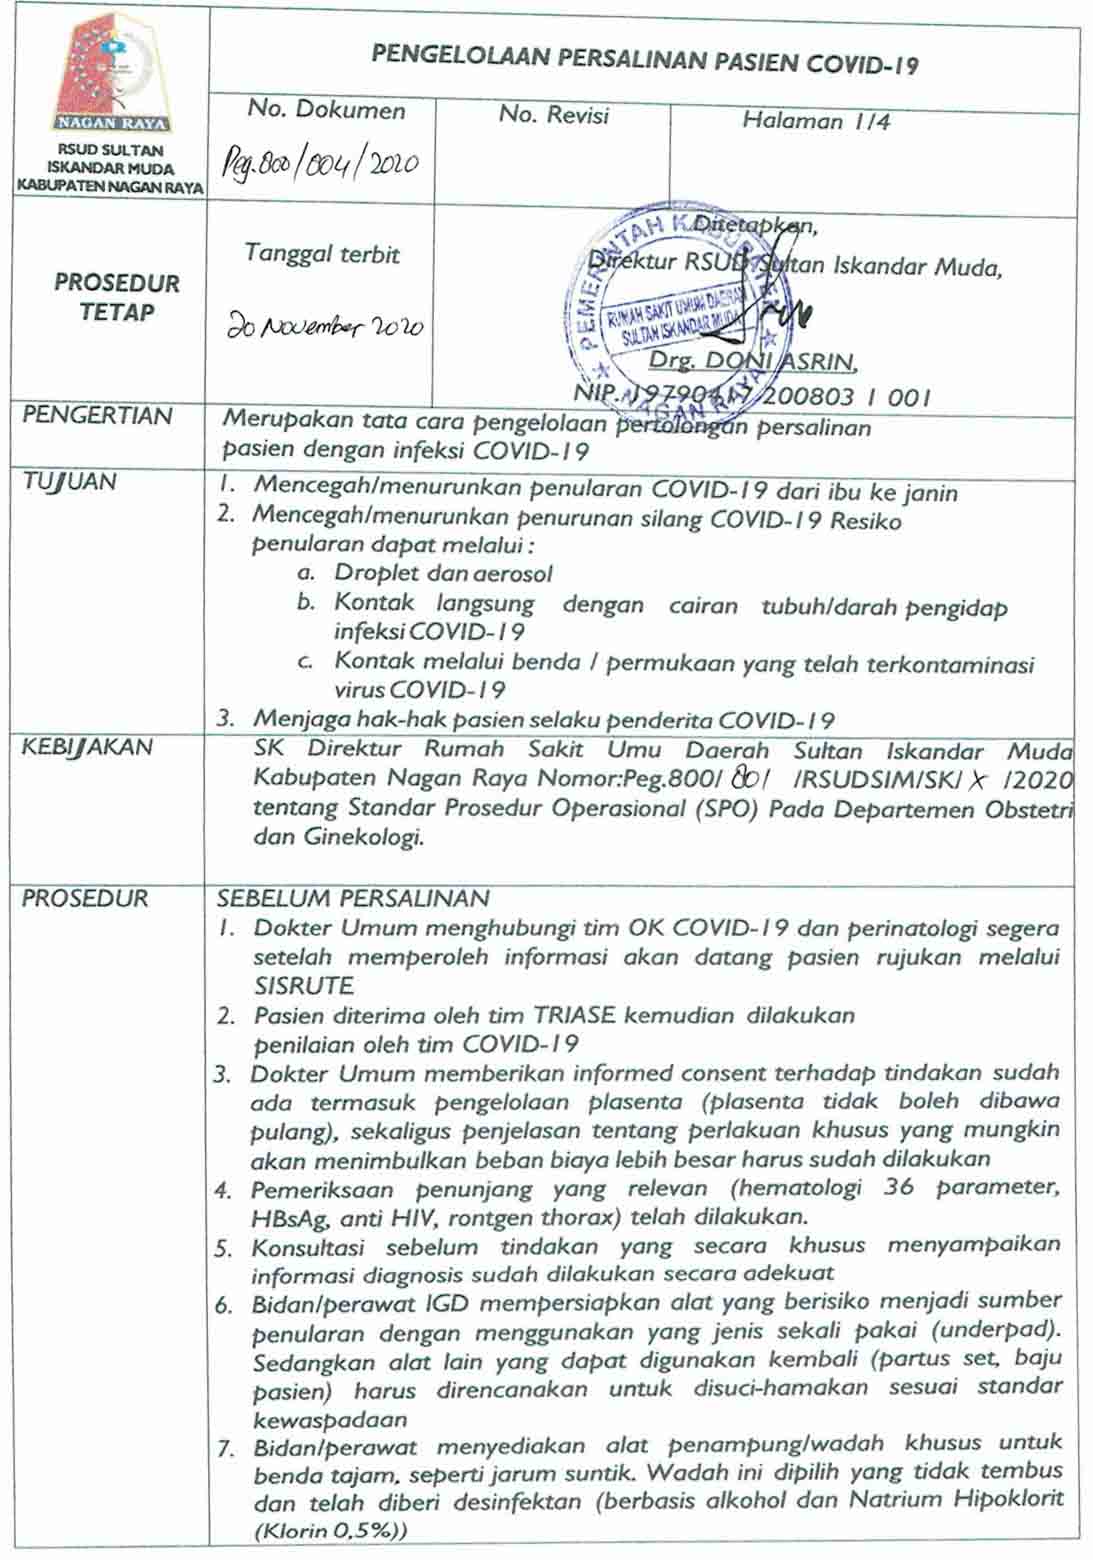 NAGAN RAYA
RSUD SULTAN
ISKANDAR MUDA
KABUPATEN NAGAN RAYA
PENGELOLAAN PERSALINAN PASIEN COVID-19
No. Dokumen
Peg.800/004/2020
No. Revisi
Halaman 1/4
PROSEDUR
TETAP
Tanggal terbit
20 November 2020
Ditetapkan,
Direktur RSUD Sultan Iskandar Muda,
PEMERINTAH KABUPATEN
RUMAH SAKIT UMUM DAERAH
SULTAN ISKANDAR MUDA
NAGAN RAYA
Drg. DONI ASRIN,
NIP. 19790417 200803 1 001
PENGERTIAN
Merupakan tata cara pengelolaan pertolongan persalinan
pasien dengan infeksi COVID-19
TUJUAN
1. Mencegah/menurunkan penularan COVID-19 dari ibu ke janin
2. Mencegah/menurunkan penurunan silang COVID-19 Resiko
penularan dapat melalui :
a. Droplet dan aerosol
b. Kontak langsung dengan cairan tubuh/darah pengidap
infeksi COVID-19
c. Kontak melalui benda / permukaan yang telah terkontaminasi
virus COVID-19
3. Menjaga hak-hak pasien selaku penderita COVID-19
KEBIJAKAN
SK Direktur Rumah Sakit Umu Daerah Sultan Iskandar Muda
Kabupaten Nagan Raya Nomor:Peg.800/ 801 /RSUDSIM/SK/ X /2020
tentang Standar Prosedur Operasional (SPO) Pada Departemen Obstetri
dan Ginekologi.
PROSEDUR
SEBELUM PERSALINAN
1. Dokter Umum menghubungi tim OK COVID-19 dan perinatologi segera
setelah memperoleh informasi akan datang pasien rujukan melalui
SISRUTE
2. Pasien diterima oleh tim TRIASE kemudian dilakukan
penilaian oleh tim COVID-19
3. Dokter Umum memberikan informed consent terhadap tindakan sudah
ada termasuk pengelolaan plasenta (plasenta tidak boleh dibawa
pulang), sekaligus penjelasan tentang perlakuan khusus yang mungkin
akan menimbulkan beban biaya lebih besar harus sudah dilakukan
4. Pemeriksaan penunjang yang relevan (hematologi 36 parameter,
HBsAg, anti HIV, rontgen thorax) telah dilakukan.
5. Konsultasi sebelum tindakan yang secara khusus menyampaikan
informasi diagnosis sudah dilakukan secara adekuat
6. Bidan/perawat IGD mempersiapkan alat yang berisiko menjadi sumber
penularan dengan menggunakan yang jenis sekali pakai (underpad).
Sedangkan alat lain yang dapat digunakan kembali (partus set, baju
pasien) harus direncanakan untuk disuci-hamakan sesuai standar
kewaspadaan
7. Bidan/perawat menyediakan alat penampung/wadah khusus untuk
benda tajam, seperti jarum suntik. Wadah ini dipilih yang tidak tembus
dan telah diberi desinfektan (berbasis alkohol dan Natrium Hipoklorit
(Klorin 0,5%))